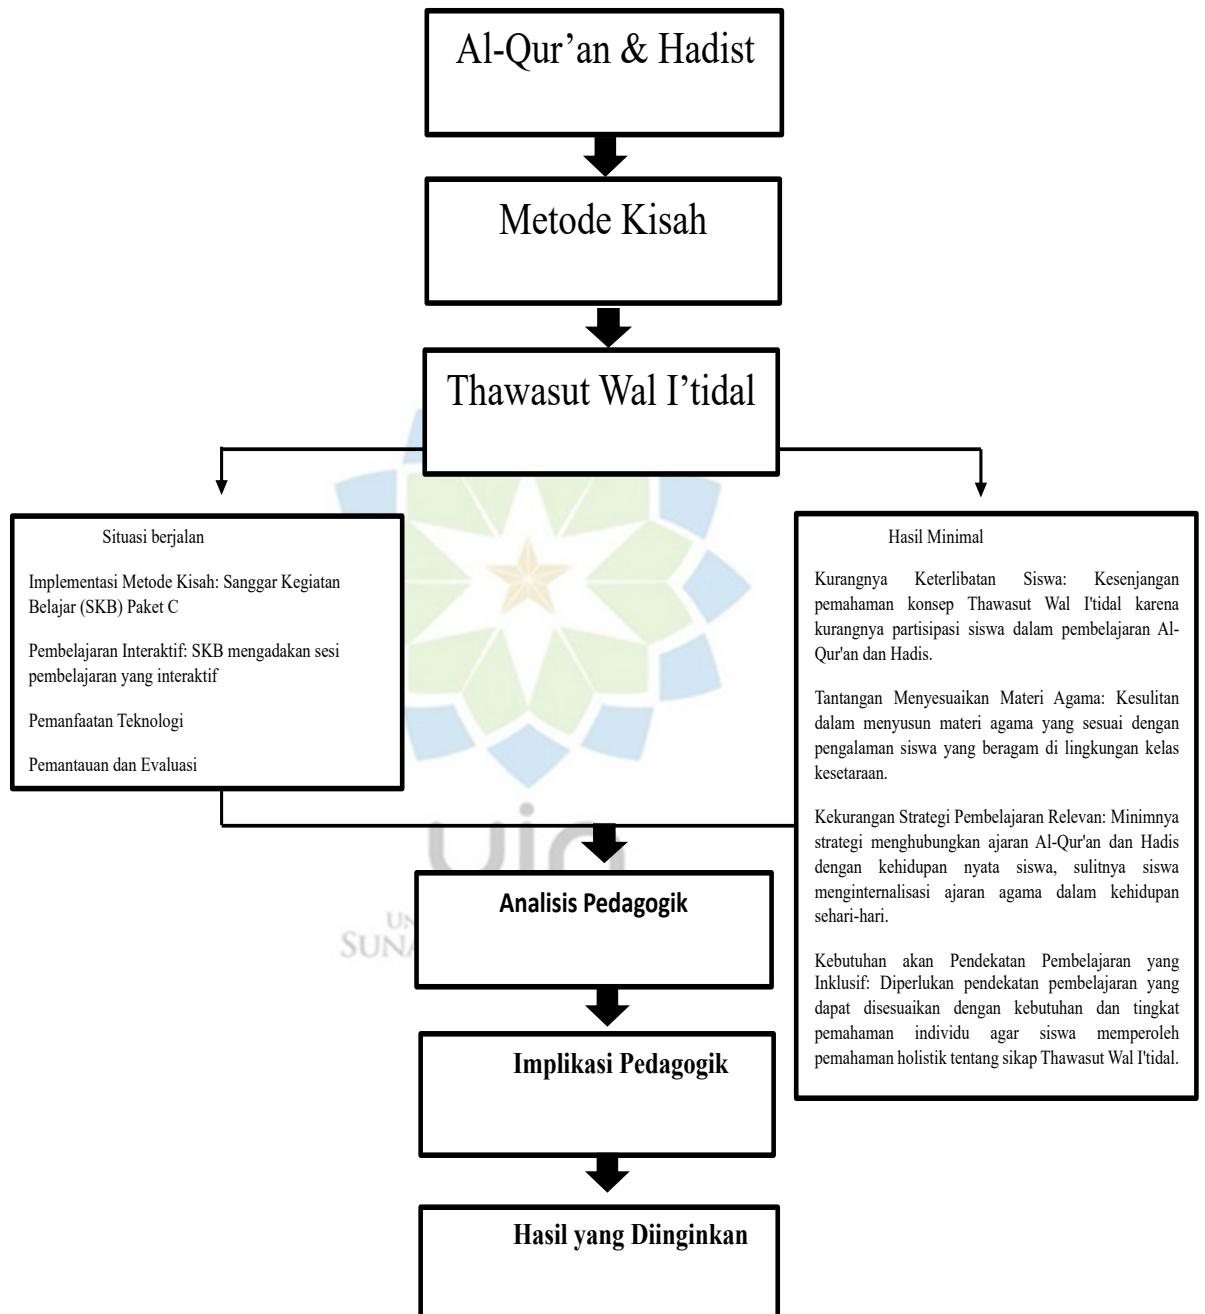 Al-Qur’an & Hadist
Metode Kisah
Thawasut Wal I’tidal
Situasi berjalan
Implementasi Metode Kisah: Sanggar Kegiatan
Belajar (SKB) Paket C
Pembelajaran Interaktif: SKB mengadakan sesi
pembelajaran yang interaktif
Pemanfaatan Teknologi
Pemantauan dan Evaluasi
Hasil Minimal
Kurangnya Keterlibatan Siswa: Kesenjangan
pemahaman konsep Thawasut Wal I'tidal karena
kurangnya partisipasi siswa dalam pembelajaran Al-
Qur'an dan Hadis.
Tantangan Menyesuaikan Materi Agama: Kesulitan
dalam menyusun materi agama yang sesuai dengan
pengalaman siswa yang beragam di lingkungan kelas
kesetaraan.
Kekurangan Strategi Pembelajaran Relevan: Minimnya
strategi menghubungkan ajaran Al-Qur'an dan Hadis
dengan kehidupan nyata siswa, sulitnya siswa
menginternalisasi ajaran agama dalam kehidupan
sehari-hari.
Kebutuhan akan Pendekatan Pembelajaran yang
Inklusif: Diperlukan pendekatan pembelajaran yang
dapat disesuaikan dengan kebutuhan dan tingkat
pemahaman individu agar siswa memperoleh
pemahaman holistik tentang sikap Thawasut Wal I'tidal.
uin
Analisis Pedagogik
Implikasi Pedagogik
Hasil yang Diinginkan